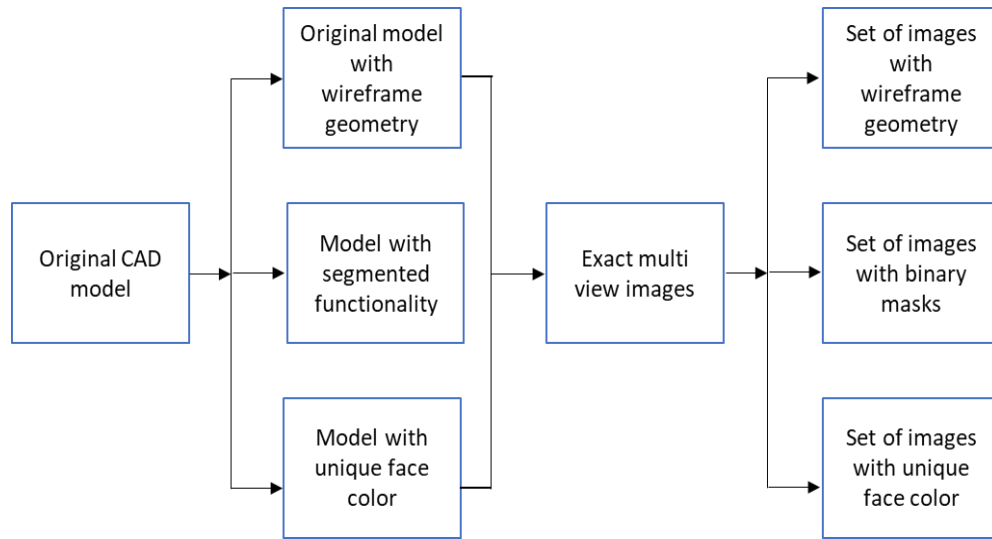 Original model
with
wireframe
geometry
Set of images
with
wireframe
geometry
Original CAD
model
Model with
segmented
functionality
Exact multi
view images
Set of images
with binary
masks
Model with
unique face
color
Set of images
with unique
face color